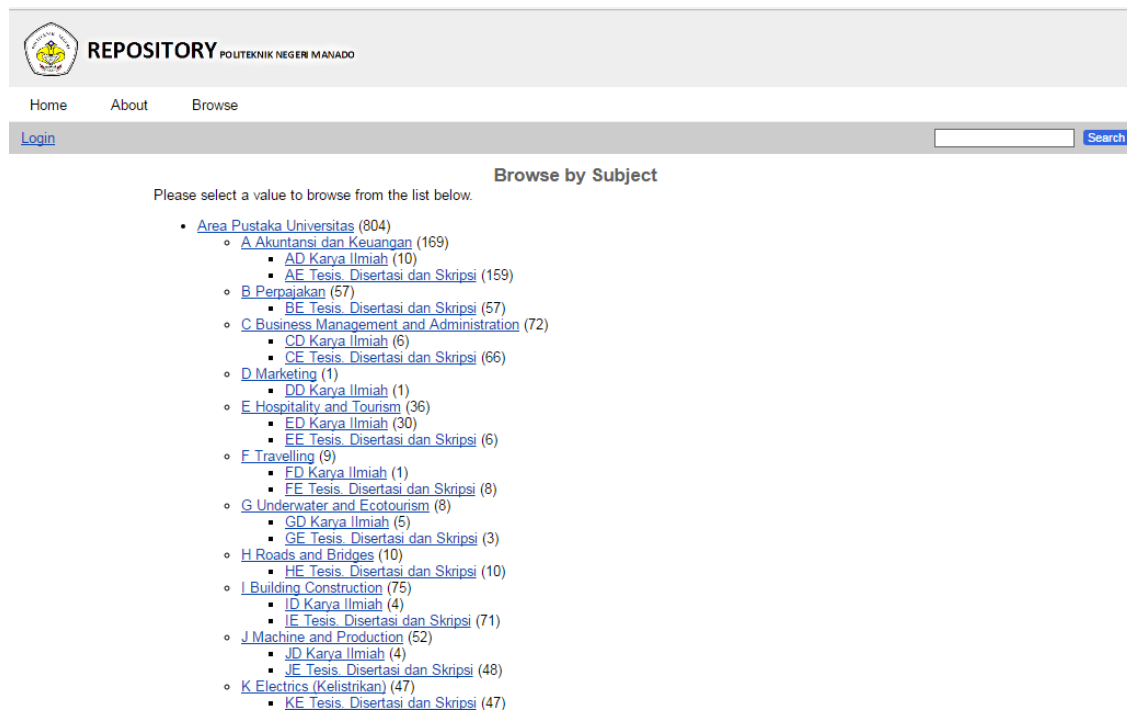 REPOSITORY POLITEKNIK NEGERI MANADO
Home About Browse
Login Search
Browse by Subject
Please select a value to browse from the list below.
Area Pustaka Universitas (804)
A Akuntansi dan Keuangan (169)
AD Karya Ilmiah (10)
AE Tesis. Disertasi dan Skripsi (159)
B Perpajakan (57)
BE Tesis. Disertasi dan Skripsi (57)
C Business Management and Administration (72)
CD Karya Ilmiah (6)
CE Tesis. Disertasi dan Skripsi (66)
D Marketing (1)
DD Karya Ilmiah (1)
E Hospitality and Tourism (36)
ED Karya Ilmiah (30)
EE Tesis. Disertasi dan Skripsi (6)
F Travelling (9)
FD Karya Ilmiah (1)
FE Tesis. Disertasi dan Skripsi (8)
G Underwater and Ecotourism (8)
GD Karya Ilmiah (5)
GE Tesis. Disertasi dan Skripsi (3)
H Roads and Bridges (10)
HE Tesis. Disertasi dan Skripsi (10)
I Building Construction (75)
ID Karya Ilmiah (4)
IE Tesis. Disertasi dan Skripsi (71)
J Machine and Production (52)
JD Karya Ilmiah (4)
JE Tesis. Disertasi dan Skripsi (48)
K Electrics (Kelistrikan) (47)
KE Tesis. Disertasi dan Skripsi (47)